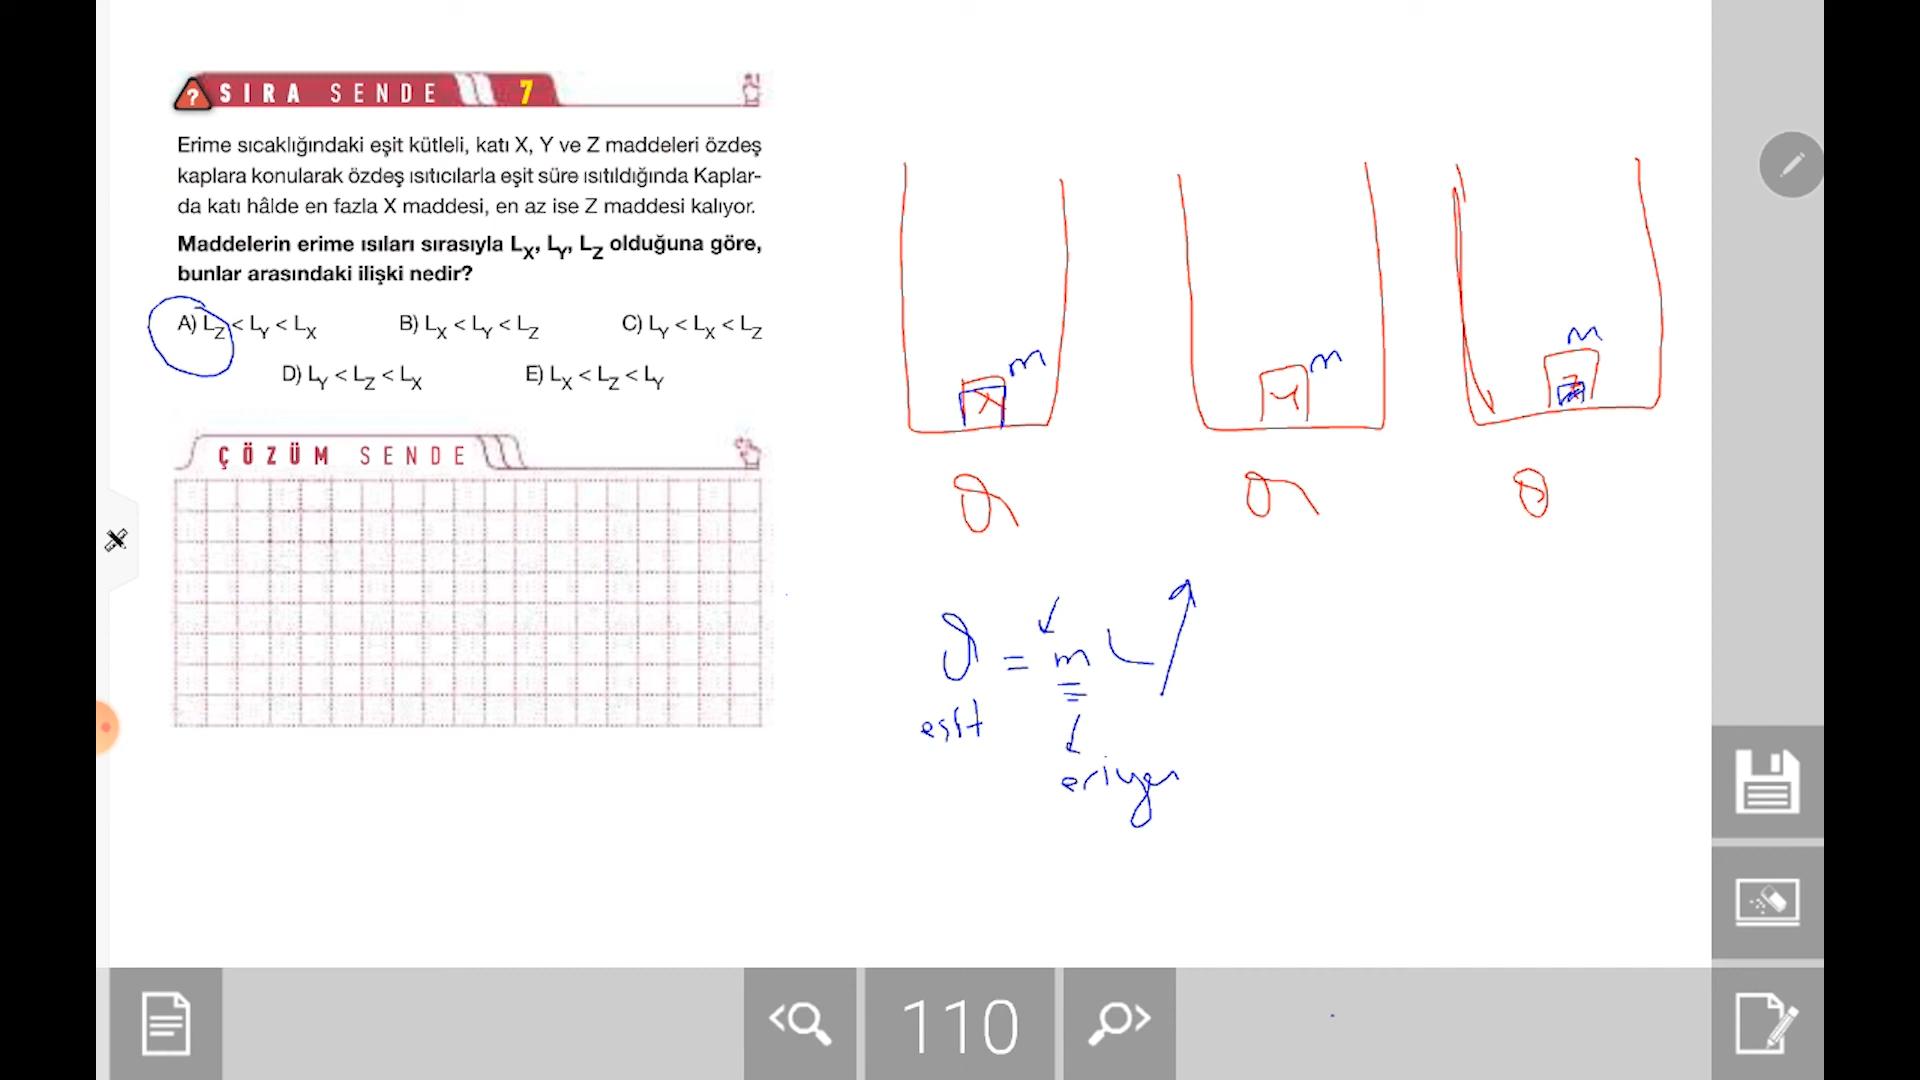 SIRA SENDE 7
Erime sıcaklığındaki eşit kütleli, katı X, Y ve Z maddeleri özdeş
kaplara konularak özdeş ısıtıcılarla eşit süre ısıtıldığında Kaplar-
da katı hâlde en fazla X maddesi, en az ise Z maddesi kalıyor.
Maddelerin erime ısıları sırasıyla LX, LY, LZ olduğuna göre,
bunlar arasındaki ilişki nedir?
A) LZ < LY < LX B) LX < LY < LZ C) LY < LX < LZ
D) LY < LZ < LX E) LX < LZ < LY
ÇÖZÜM SENDE
m m m
X Y Z
Q = m L
eşit
eriyen
110